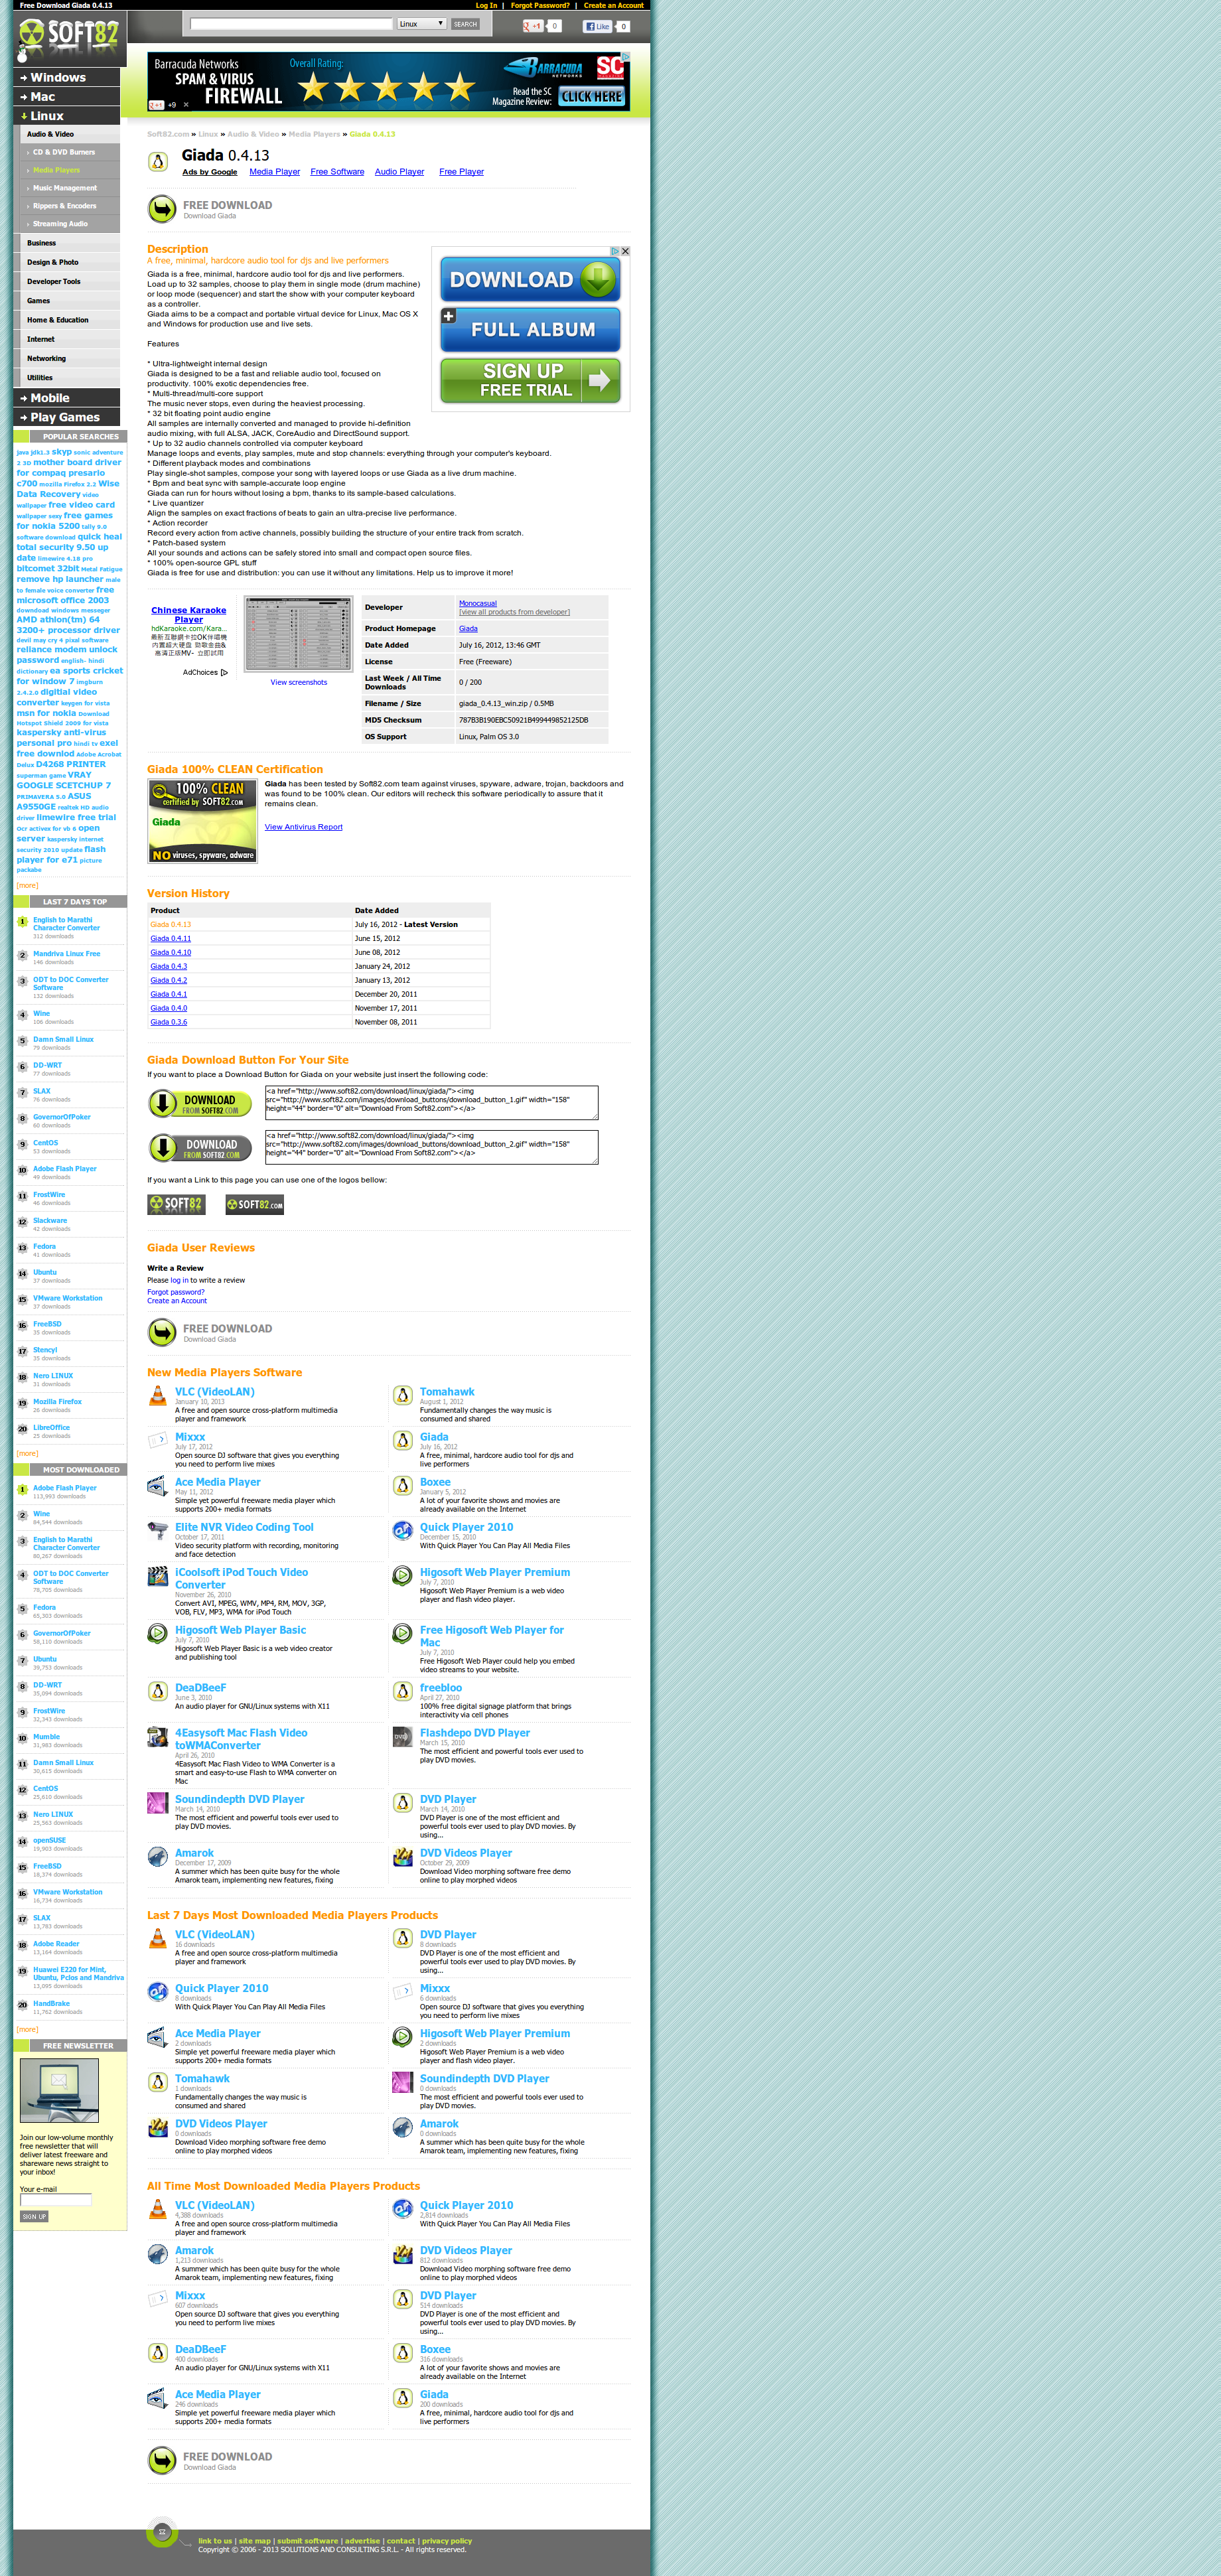 Free Download Giada 0.4.13
Log In | Forgot Password? | Create an Account
SOFT82
Linux
SEARCH
+1 0
Like 0
Barracuda Networks
SPAM & VIRUS
FIREWALL
Overall Rating:
BARRACUDA NETWORKS
SC
Read the SC
Magazine Review:
CLICK HERE
+1 +9
Windows
Mac
Linux
Audio & Video
CD & DVD Burners
Media Players
Music Management
Rippers & Encoders
Streaming Audio
Business
Design & Photo
Developer Tools
Games
Home & Education
Internet
Networking
Utilities
Mobile
Play Games
POPULAR SEARCHES
java jdk1.3 skyp sonic adventure
2 3D mother board driver
for compaq presario
c700 mozilla Firefox 2.2 Wise
Data Recovery video
wallpaper free video card
wallpaper sexy free games
for nokia 5200 tally 9.0
software download quick heal
total security 9.50 up
date limewire 4.18 pro
bitcomet 32bit Metal Fatigue
remove hp launcher male
to female voice converter free
microsoft office 2003
downdoad windows messeger
AMD athlon(tm) 64
3200+ processor driver
devil may cry 4 pixal software
reliance modem unlock
password english- hindi
dictionary ea sports cricket
for window 7 imgburn
2.4.2.0 digitial video
converter keygen for vista
msn for nokia Download
Hotspot Shield 2009 for vista
kaspersky anti-virus
personal pro hindi tv exel
free downlod Adobe Acrobat
Delux D4268 PRINTER
superman game VRAY
GOOGLE SCETCHUP 7
PRIMAVERA 5.0 ASUS
A9550GE realtek HD audio
driver limewire free trial
Ocr activex for vb 6 open
server kaspersky internet
security 2010 update flash
player for e71 picture
packabe
[more]
LAST 7 DAYS TOP
1 English to Marathi
Character Converter
312 downloads
2 Mandriva Linux Free
146 downloads
3 ODT to DOC Converter
Software
132 downloads
4 Wine
106 downloads
5 Damn Small Linux
79 downloads
6 DD-WRT
77 downloads
7 SLAX
76 downloads
8 GovernorOfPoker
60 downloads
9 CentOS
53 downloads
10 Adobe Flash Player
49 downloads
11 FrostWire
46 downloads
12 Slackware
42 downloads
13 Fedora
41 downloads
14 Ubuntu
37 downloads
15 VMware Workstation
37 downloads
16 FreeBSD
35 downloads
17 Stencyl
35 downloads
18 Nero LINUX
31 downloads
19 Mozilla Firefox
26 downloads
20 LibreOffice
25 downloads
[more]
MOST DOWNLOADED
1 Adobe Flash Player
113,993 downloads
2 Wine
84,544 downloads
3 English to Marathi
Character Converter
80,267 downloads
4 ODT to DOC Converter
Software
78,705 downloads
5 Fedora
65,303 downloads
6 GovernorOfPoker
58,110 downloads
7 Ubuntu
39,753 downloads
8 DD-WRT
35,094 downloads
9 FrostWire
32,343 downloads
10 Mumble
31,983 downloads
11 Damn Small Linux
30,615 downloads
12 CentOS
25,610 downloads
13 Nero LINUX
25,563 downloads
14 openSUSE
19,903 downloads
15 FreeBSD
18,374 downloads
16 VMware Workstation
16,734 downloads
17 SLAX
13,783 downloads
18 Adobe Reader
13,164 downloads
19 Huawei E220 for Mint,
Ubuntu, Pclos and Mandriva
13,095 downloads
20 HandBrake
11,762 downloads
[more]
FREE NEWSLETTER
Join our low-volume monthly
free newsletter that will
deliver latest freeware and
shareware news straight to
your inbox!
Your e-mail
SIGN UP
Soft82.com » Linux » Audio & Video » Media Players » Giada 0.4.13
Giada 0.4.13
Ads by Google Media Player Free Software Audio Player Free Player
FREE DOWNLOAD
Download Giada
Description
A free, minimal, hardcore audio tool for djs and live performers
Giada is a free, minimal, hardcore audio tool for djs and live performers.
Load up to 32 samples, choose to play them in single mode (drum machine)
or loop mode (sequencer) and start the show with your computer keyboard
as a controller.
Giada aims to be a compact and portable virtual device for Linux, Mac OS X
and Windows for production use and live sets.
Features
* Ultra-lightweight internal design
Giada is designed to be a fast and reliable audio tool, focused on
productivity. 100% exotic dependencies free.
* Multi-thread/multi-core support
The music never stops, even during the heaviest processing.
* 32 bit floating point audio engine
All samples are internally converted and managed to provide hi-definition
audio mixing, with full ALSA, JACK, CoreAudio and DirectSound support.
* Up to 32 audio channels controlled via computer keyboard
Manage loops and events, play samples, mute and stop channels: everything through your computer's keyboard.
* Different playback modes and combinations
Play single-shot samples, compose your song with layered loops or use Giada as a live drum machine.
* Bpm and beat sync with sample-accurate loop engine
Giada can run for hours without losing a bpm, thanks to its sample-based calculations.
* Live quantizer
Align the samples on exact fractions of beats to gain an ultra-precise live performance.
* Action recorder
Record every action from active channels, possibly building the structure of your entire track from scratch.
* Patch-based system
All your sounds and actions can be safely stored into small and compact open source files.
* 100% open-source GPL stuff
Giada is free for use and distribution: you can use it without any limitations. Help us to improve it more!
DOWNLOAD
FULL ALBUM
SIGN UP
FREE TRIAL
Chinese Karaoke
Player
hdKaraoke.com/Kara...
最新互聯網卡拉OK伴唱機
內置超大硬盘 勁歌金曲&
高清正版MV- 立即試用
AdChoices
View screenshots
Developer Monocasual
[view all products from developer]
Product Homepage Giada
Date Added July 16, 2012, 13:46 GMT
License Free (Freeware)
Last Week / All Time
Downloads 0 / 200
Filename / Size giada_0.4.13_win.zip / 0.5MB
MD5 Checksum 787B3B190EBC50921B499449852125DB
OS Support Linux, Palm OS 3.0
Giada 100% CLEAN Certification
100% CLEAN
certified by SOFT82.com
Giada
NO viruses, spyware, adware
Giada has been tested by Soft82.com team against viruses, spyware, adware, trojan, backdoors and
was found to be 100% clean. Our editors will recheck this software periodically to assure that it
remains clean.
View Antivirus Report
Version History
Product Date Added
Giada 0.4.13 July 16, 2012 - Latest Version
Giada 0.4.11 June 15, 2012
Giada 0.4.10 June 08, 2012
Giada 0.4.3 January 24, 2012
Giada 0.4.2 January 13, 2012
Giada 0.4.1 December 20, 2011
Giada 0.4.0 November 17, 2011
Giada 0.3.6 November 08, 2011
Giada Download Button For Your Site
If you want to place a Download Button for Giada on your website just insert the following code:
DOWNLOAD
FROM SOFT82.COM
<a href="http://www.soft82.com/download/linux/giada/"><img
src="http://www.soft82.com/images/download_buttons/download_button_1.gif" width="158"
height="44" border="0" alt="Download From Soft82.com"></a>
DOWNLOAD
FROM SOFT82.COM
<a href="http://www.soft82.com/download/linux/giada/"><img
src="http://www.soft82.com/images/download_buttons/download_button_2.gif" width="158"
height="44" border="0" alt="Download From Soft82.com"></a>
If you want a Link to this page you can use one of the logos bellow:
SOFT82
SOFT82.COM
Giada User Reviews
Write a Review
Please log in to write a review
Forgot password?
Create an Account
FREE DOWNLOAD
Download Giada
New Media Players Software
VLC (VideoLAN)
January 10, 2013
A free and open source cross-platform multimedia
player and framework
Tomahawk
August 1, 2012
Fundamentally changes the way music is
consumed and shared
Mixxx
July 17, 2012
Open source DJ software that gives you everything
you need to perform live mixes
Giada
July 16, 2012
A free, minimal, hardcore audio tool for djs and
live performers
Ace Media Player
May 11, 2012
Simple yet powerful freeware media player which
supports 200+ media formats
Boxee
January 5, 2012
A lot of your favorite shows and movies are
already available on the Internet
Elite NVR Video Coding Tool
October 17, 2011
Video security platform with recording, monitoring
and face detection
Quick Player 2010
December 15, 2010
With Quick Player You Can Play All Media Files
iCoolsoft iPod Touch Video
Converter
November 26, 2010
Convert AVI, MPEG, WMV, MP4, RM, MOV, 3GP,
VOB, FLV, MP3, WMA for iPod Touch
Higosoft Web Player Premium
July 7, 2010
Higosoft Web Player Premium is a web video
player and flash video player.
Higosoft Web Player Basic
July 7, 2010
Higosoft Web Player Basic is a web video creator
and publishing tool
Free Higosoft Web Player for
Mac
July 7, 2010
Free Higosoft Web Player could help you embed
video streams to your website.
DeaDBeeF
June 3, 2010
An audio player for GNU/Linux systems with X11
freebloo
April 27, 2010
100% free digital signage platform that brings
interactivity via cell phones
4Easysoft Mac Flash Video
toWMAConverter
April 26, 2010
4Easysoft Mac Flash Video to WMA Converter is a
smart and easy-to-use Flash to WMA converter on
Mac
Flashdepo DVD Player
March 15, 2010
The most efficient and powerful tools ever used to
play DVD movies.
Soundindepth DVD Player
March 14, 2010
The most efficient and powerful tools ever used to
play DVD movies.
DVD Player
March 14, 2010
DVD Player is one of the most efficient and
powerful tools ever used to play DVD movies. By
using...
Amarok
December 17, 2009
A summer which has been quite busy for the whole
Amarok team, implementing new features, fixing
DVD Videos Player
October 29, 2009
Download Video morphing software free demo
online to play morphed videos
Last 7 Days Most Downloaded Media Players Products
VLC (VideoLAN)
16 downloads
A free and open source cross-platform multimedia
player and framework
DVD Player
8 downloads
DVD Player is one of the most efficient and
powerful tools ever used to play DVD movies. By
using...
Quick Player 2010
8 downloads
With Quick Player You Can Play All Media Files
Mixxx
6 downloads
Open source DJ software that gives you everything
you need to perform live mixes
Ace Media Player
2 downloads
Simple yet powerful freeware media player which
supports 200+ media formats
Higosoft Web Player Premium
2 downloads
Higosoft Web Player Premium is a web video
player and flash video player.
Tomahawk
1 downloads
Fundamentally changes the way music is
consumed and shared
Soundindepth DVD Player
0 downloads
The most efficient and powerful tools ever used to
play DVD movies.
DVD Videos Player
0 downloads
Download Video morphing software free demo
online to play morphed videos
Amarok
0 downloads
A summer which has been quite busy for the whole
Amarok team, implementing new features, fixing
All Time Most Downloaded Media Players Products
VLC (VideoLAN)
4,388 downloads
A free and open source cross-platform multimedia
player and framework
Quick Player 2010
2,814 downloads
With Quick Player You Can Play All Media Files
Amarok
1,213 downloads
A summer which has been quite busy for the whole
Amarok team, implementing new features, fixing
DVD Videos Player
812 downloads
Download Video morphing software free demo
online to play morphed videos
Mixxx
607 downloads
Open source DJ software that gives you everything
you need to perform live mixes
DVD Player
514 downloads
DVD Player is one of the most efficient and
powerful tools ever used to play DVD movies. By
using...
DeaDBeeF
400 downloads
An audio player for GNU/Linux systems with X11
Boxee
316 downloads
A lot of your favorite shows and movies are
already available on the Internet
Ace Media Player
246 downloads
Simple yet powerful freeware media player which
supports 200+ media formats
Giada
200 downloads
A free, minimal, hardcore audio tool for djs and
live performers
FREE DOWNLOAD
Download Giada
link to us | site map | submit software | advertise | contact | privacy policy
Copyright © 2006 - 2013 SOLUTIONS AND CONSULTING S.R.L. - All rights reserved.